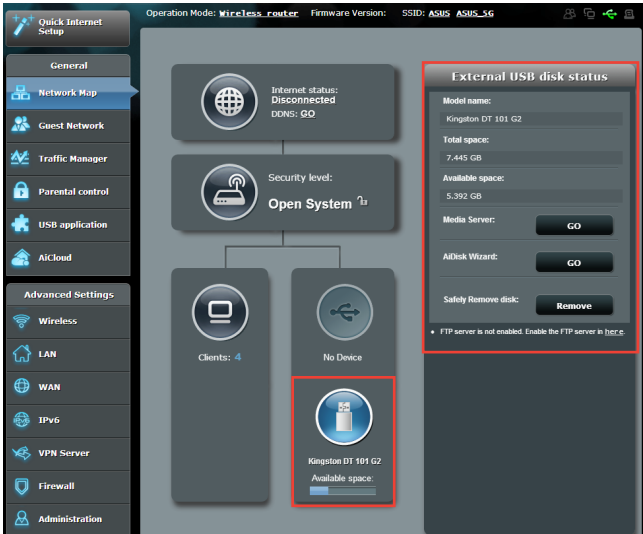 Quick Internet
Setup
Operation Mode: Wireless router Firmware Version: SSID: ASUS ASUS_5G
General
Network Map
Guest Network
Traffic Manager
Parental control
USB application
AiCloud
Advanced Settings
Wireless
LAN
WAN
IPv6
VPN Server
Firewall
Administration
Internet status:
Disconnected
DDNS: GO
Security level:
Open System
Clients: 4
No Device
Kingston DT 101 G2
Available space:
External USB disk status
Model name:
Kingston DT 101 G2
Total space:
7.445 GB
Available space:
5.392 GB
Media Server: GO
AiDisk Wizard: GO
Safely Remove disk: Remove
• FTP server is not enabled. Enable the FTP server in here.